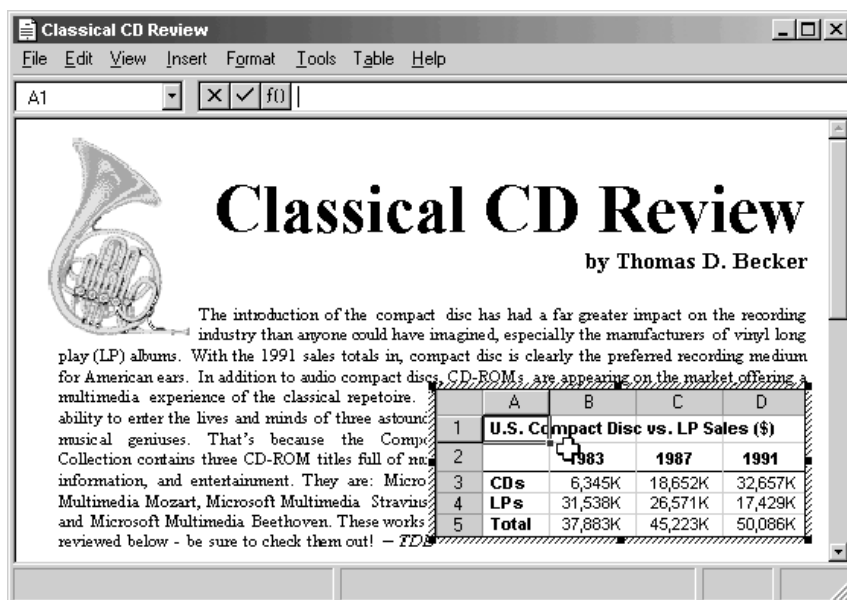 Classical CD Review
File Edit View Insert Format Tools Table Help
A1 f()
Classical CD Review
by Thomas D. Becker
The introduction of the compact disc has had a far greater impact on the recording
industry than anyone could have imagined, especially the manufacturers of vinyl long
play (LP) albums. With the 1991 sales totals in, compact disc is clearly the preferred recording medium
for American ears. In addition to audio compact discs, CD-ROMs are appearing on the market offering a
multimedia experience of the classical repetoire.
ability to enter the lives and minds of three
musical geniuses. That's because the
Collection contains three CD-ROM titles full of
information, and entertainment. They are:
Multimedia Mozart, Microsoft Multimedia
and Microsoft Multimedia Beethoven. These works
reviewed below - be sure to check them out! – TDB
A B C D
1 U.S. Compact Disc vs. LP Sales ($)
2 1983 1987 1991
3 CDs 6,345K 18,652K 32,657K
4 LPs 31,538K 26,571K 17,429K
5 Total 37,883K 45,223K 50,086K